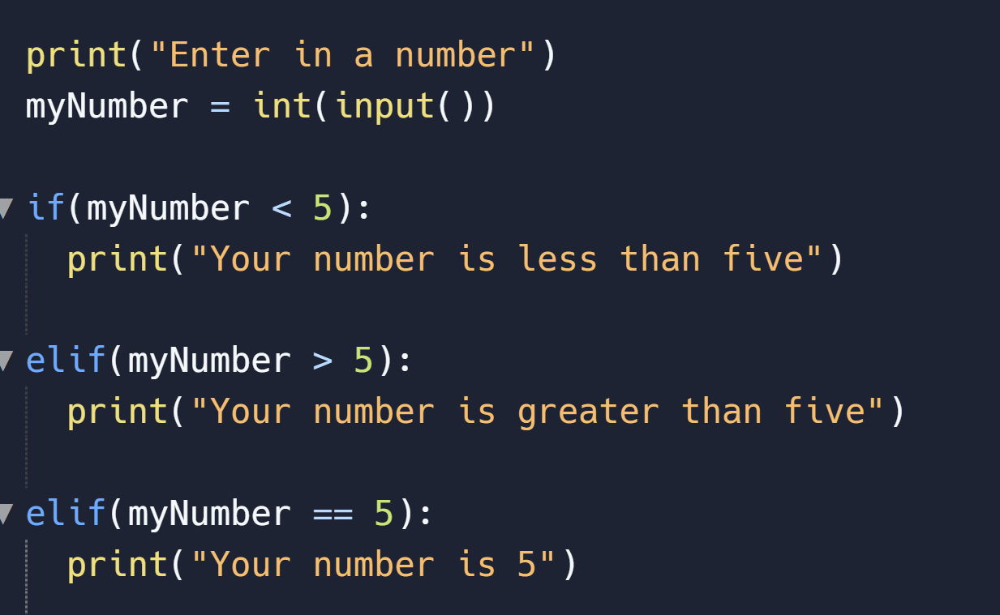 print("Enter in a number")
myNumber = int(input())
if(myNumber < 5):
  print("Your number is less than five")
elif(myNumber > 5):
  print("Your number is greater than five")
elif(myNumber == 5):
  print("Your number is 5")